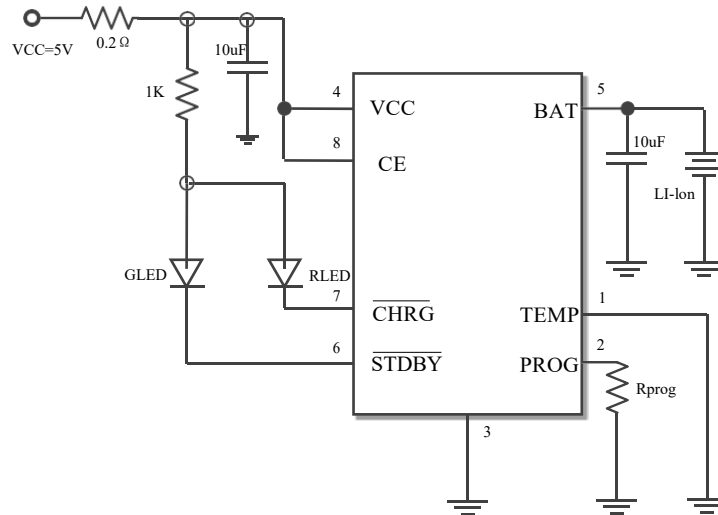 VCC=5V
0.2Ω
1K
10uF
4
VCC
8
CE
GLED
RLED
7
CHRG
6
STDBY
5
BAT
10uF
LI-lon
1
TEMP
2
PROG
Rprog
3